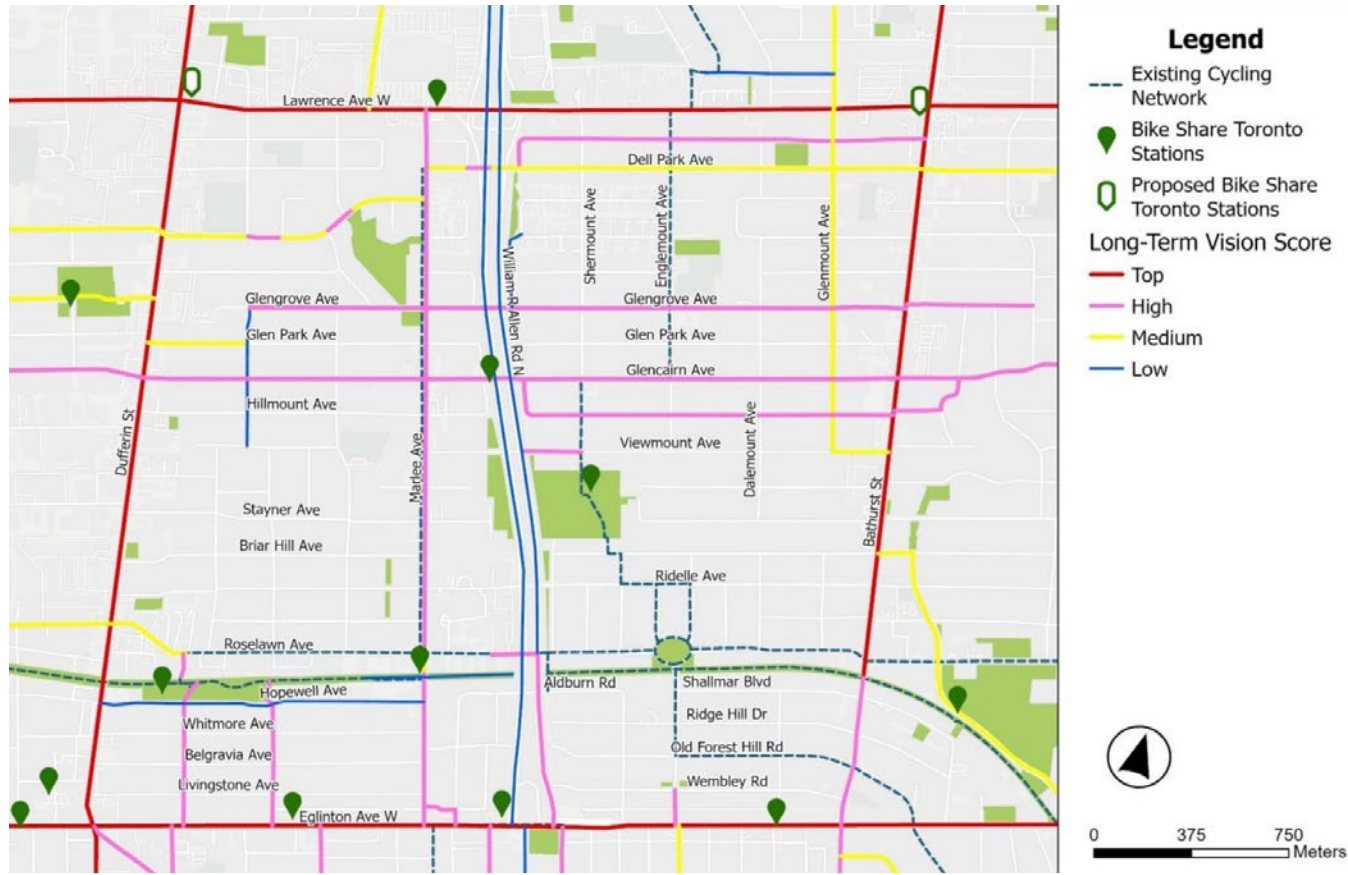 Lawrence Ave W
Dell Park Ave
Shermount Ave
Englemount Ave
Glenmount Ave
William R Allen Rd N
Glengrove Ave
Glengrove Ave
Glen Park Ave
Glen Park Ave
Glencairn Ave
Hillmount Ave
Dufferin St
Marlee Ave
Viewmount Ave
Dalemount Ave
Bathurst St
Stayner Ave
Briar Hill Ave
Ridelle Ave
Roselawn Ave
Hopewell Ave
Aldburn Rd
Shallmar Blvd
Whitmore Ave
Ridge Hill Dr
Belgravia Ave
Old Forest Hill Rd
Livingstone Ave
Wembley Rd
Eglinton Ave W
Legend
Existing Cycling
Network
Bike Share Toronto
Stations
Proposed Bike Share
Toronto Stations
Long-Term Vision Score
Top
High
Medium
Low
0 375 750
Meters